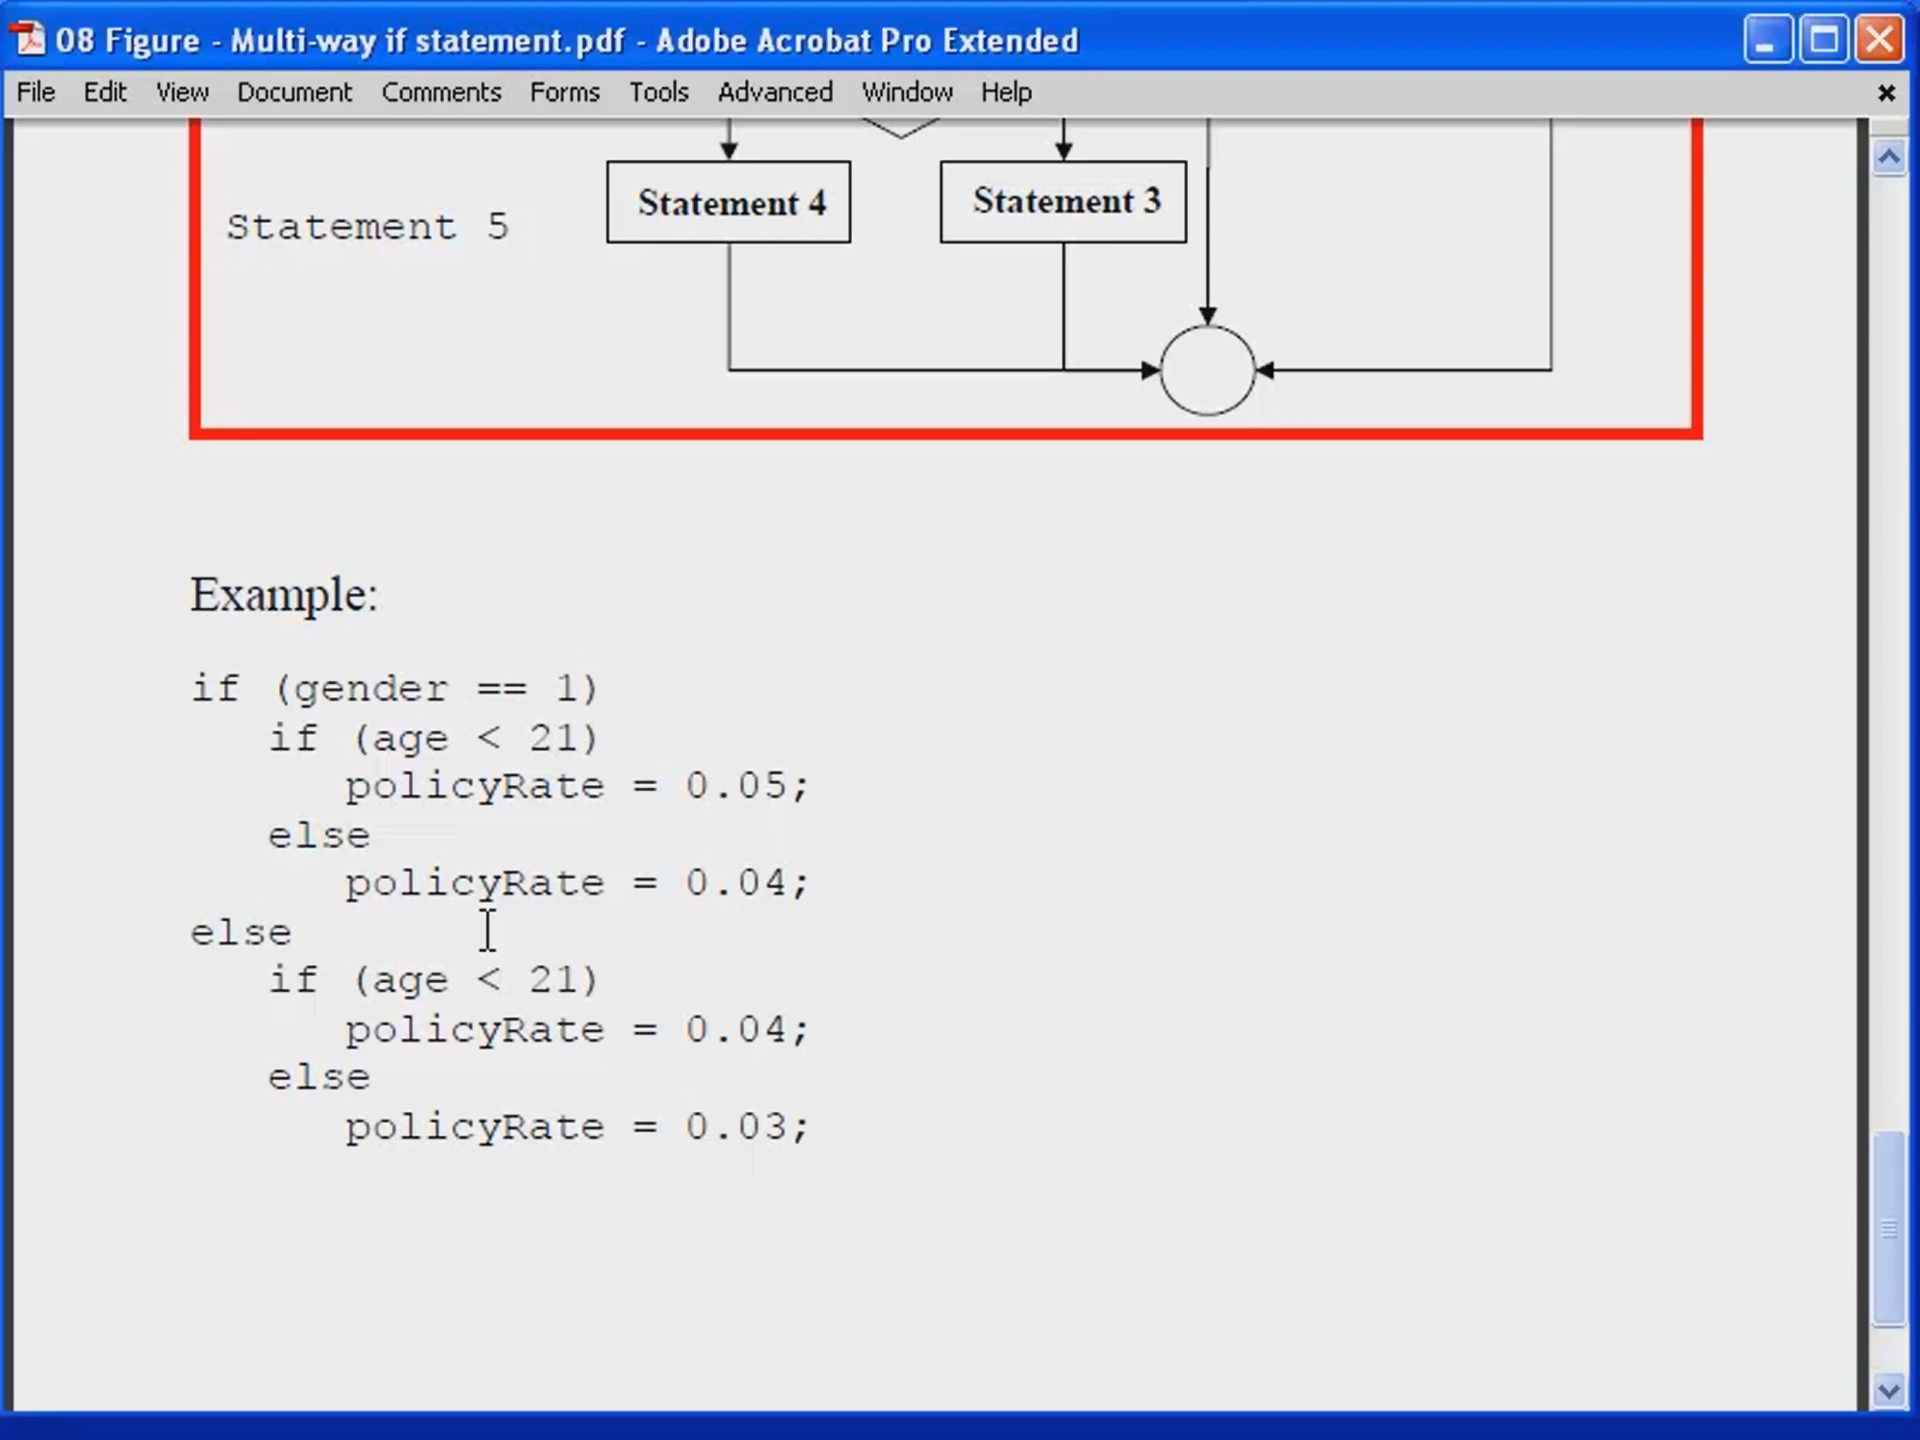 08 Figure - Multi-way if statement.pdf - Adobe Acrobat Pro Extended
File Edit View Document Comments Forms Tools Advanced Window Help
Statement 4
Statement 3
Statement 5
Example:
if (gender == 1)
if (age < 21)
policyRate = 0.05;
else
policyRate = 0.04;
else
if (age < 21)
policyRate = 0.04;
else
policyRate = 0.03;